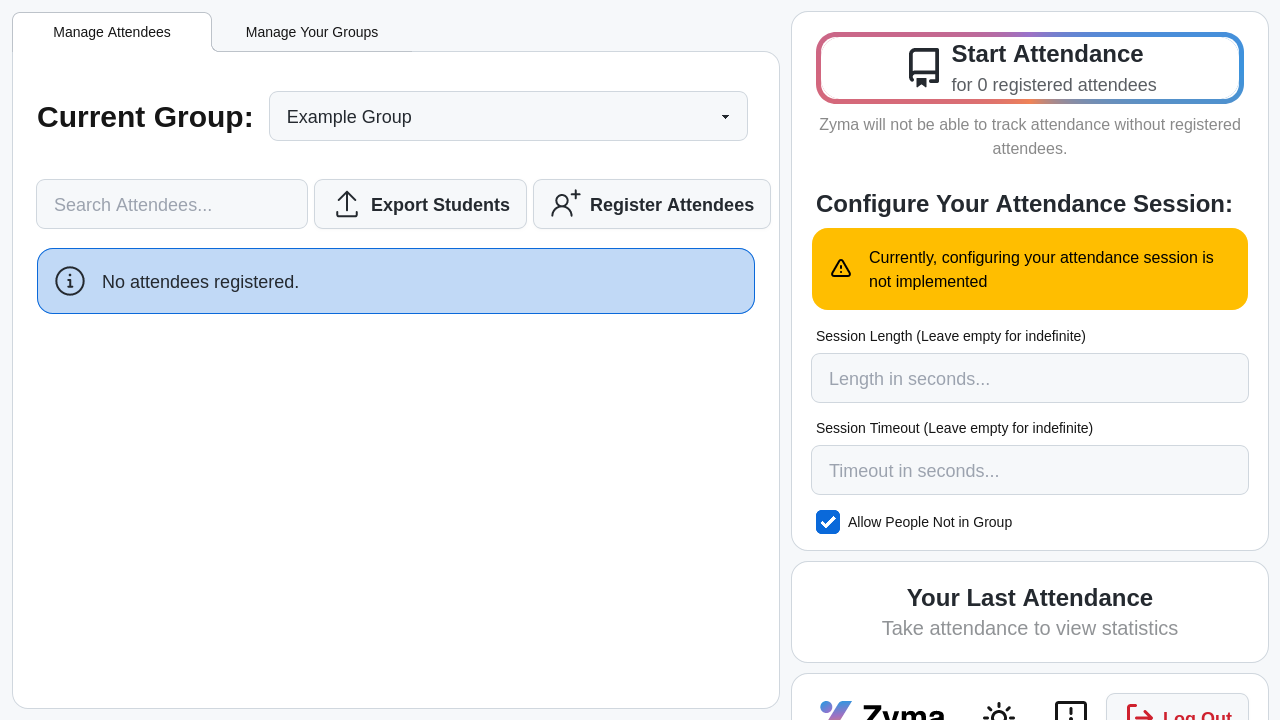 Manage Attendees
Manage Your Groups
Current Group:
Example Group
Search Attendees...
Export Students
Register Attendees
No attendees registered.
Start Attendance
for 0 registered attendees
Zyma will not be able to track attendance without registered
attendees.
Configure Your Attendance Session:
Currently, configuring your attendance session is
not implemented
Session Length (Leave empty for indefinite)
Length in seconds...
Session Timeout (Leave empty for indefinite)
Timeout in seconds...
Allow People Not in Group
Your Last Attendance
Take attendance to view statistics
Zyma
Log Out